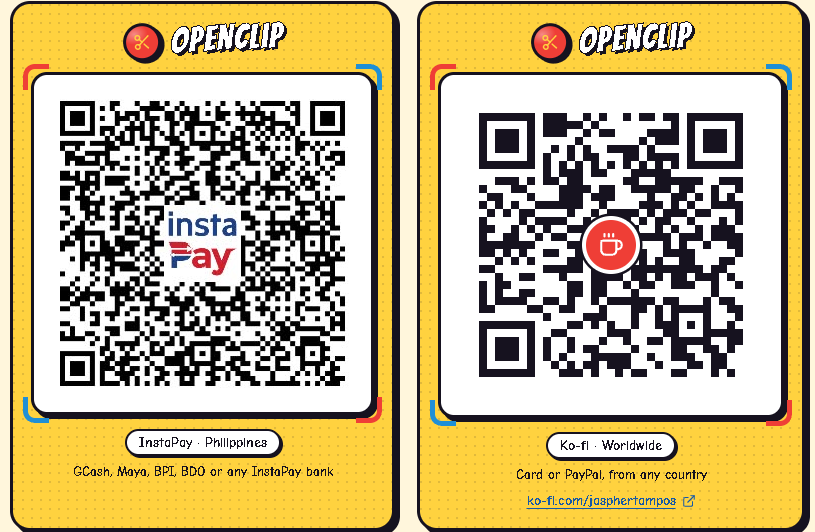 OPENCLIP
insta
Pay
InstaPay · Philippines
GCash, Maya, BPI, BDO or any InstaPay bank
OPENCLIP
Ko-fi · Worldwide
Card or PayPal, from any country
ko-fi.com/jasphertampos